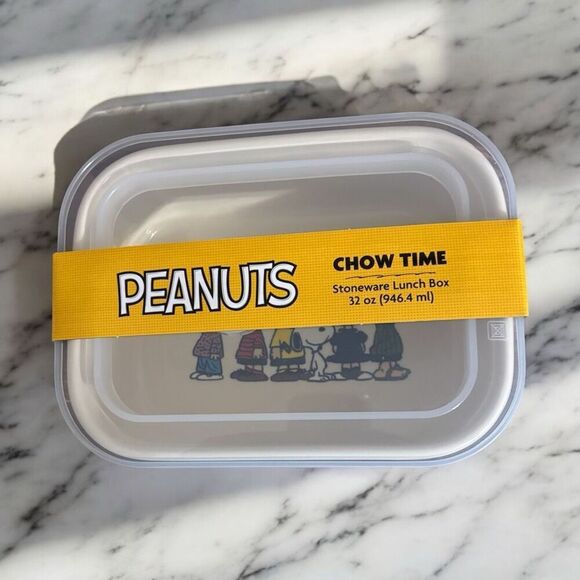 PEANUTS
CHOW TIME
Stoneware Lunch Box
32 oz (946.4 ml)